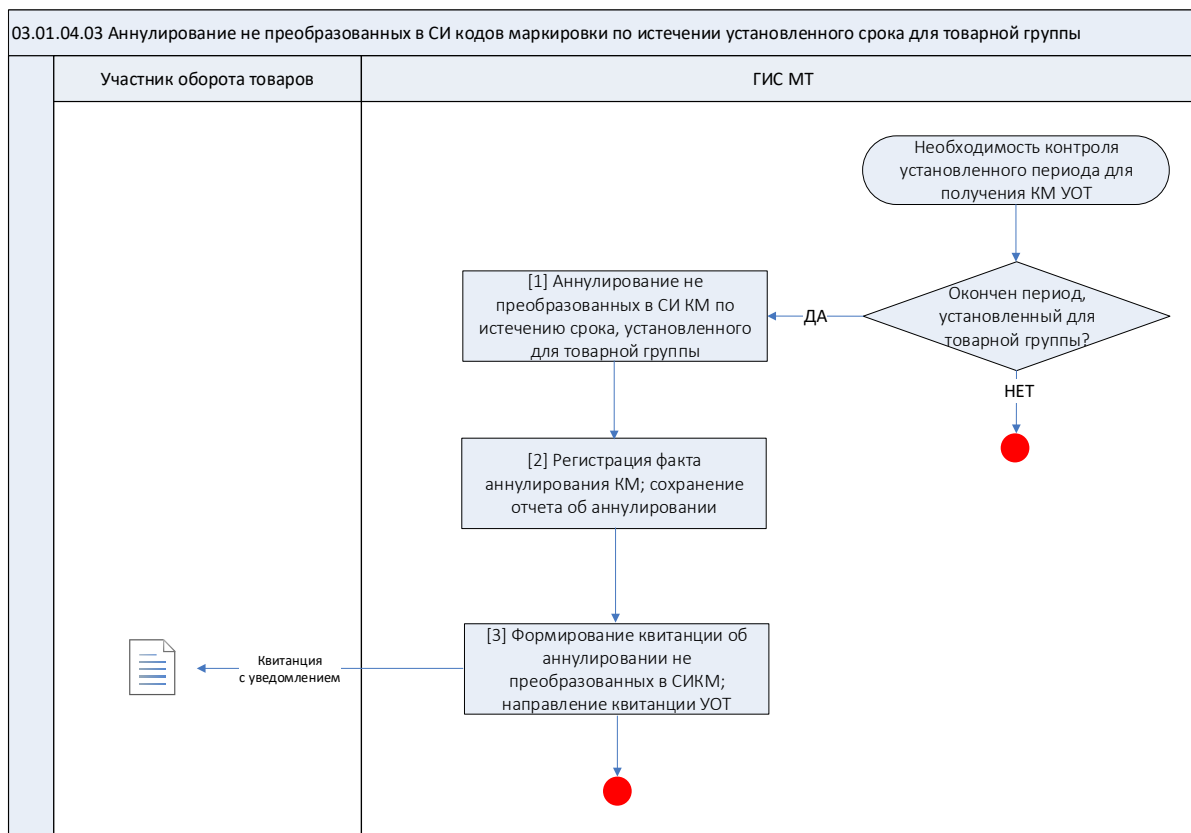 03.01.04.03 Аннулирование не преобразованных в СИ кодов маркировки по истечении установленного срока для товарной группы
Участник оборота товаров
ГИС МТ
Необходимость контроля
установленного периода для
получения КМ УОТ
Окончен период,
установленный для
товарной группы?
ДА
НЕТ
[1] Аннулирование не
преобразованных в СИ КМ по
истечению срока, установленного
для товарной группы
[2] Регистрация факта
аннулирования КМ; сохранение
отчета об аннулировании
[3] Формирование квитанции об
аннулировании не
преобразованных в СИКМ;
направление квитанции УОТ
Квитанция
с уведомлением